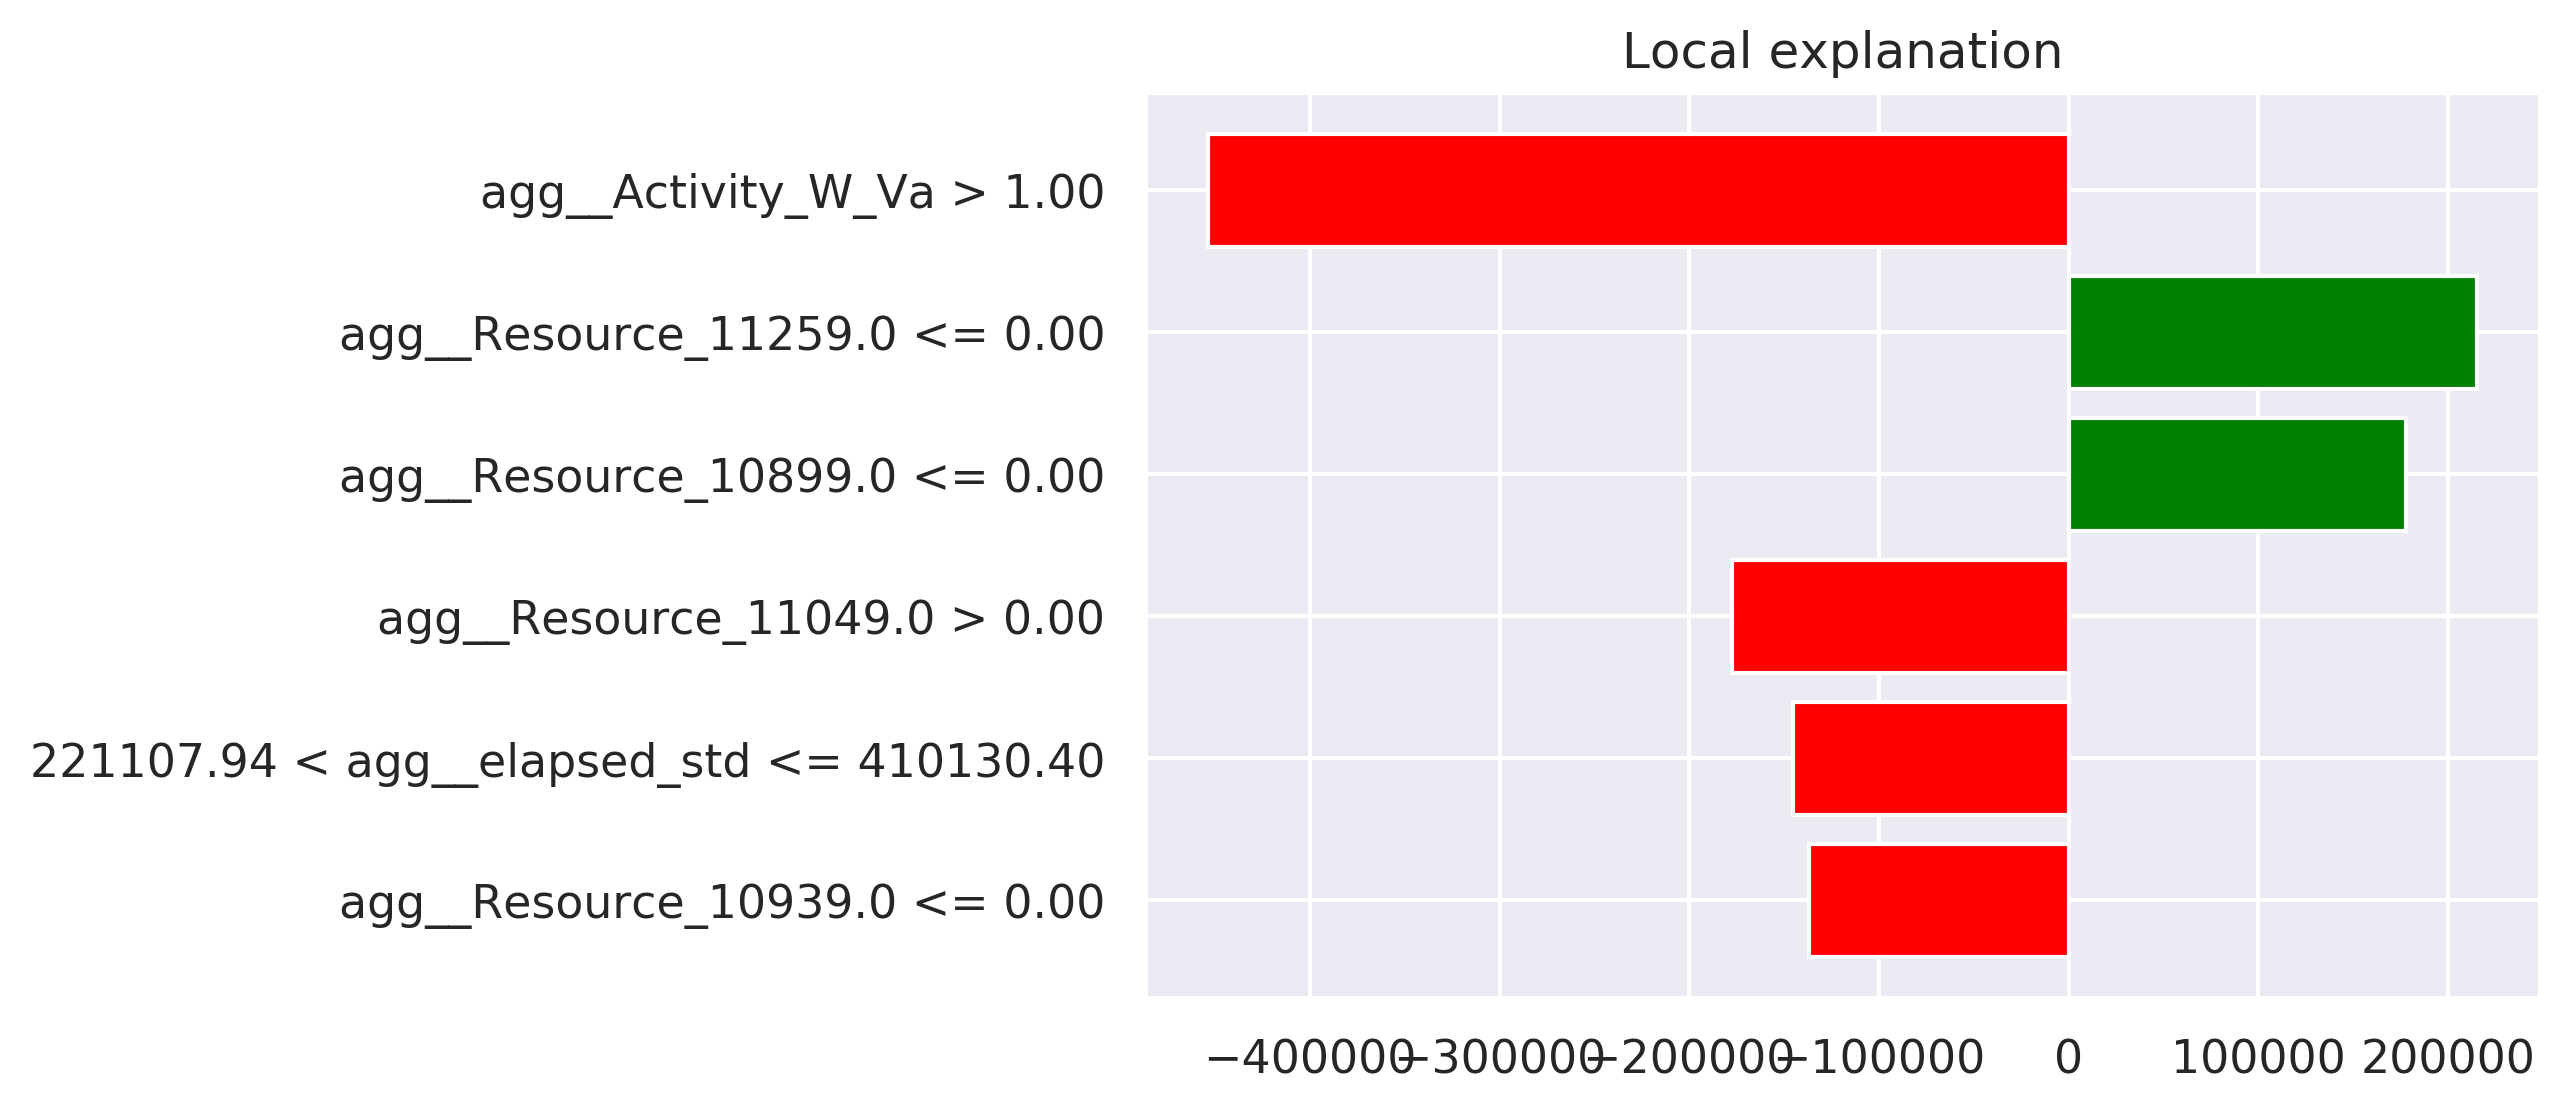 Local explanation
agg__Activity_W_Va > 1.00
agg__Resource_11259.0 <= 0.00
agg__Resource_10899.0 <= 0.00
agg__Resource_11049.0 > 0.00
221107.94 < agg__elapsed_std <= 410130.40
agg__Resource_10939.0 <= 0.00
−400000 −300000 −200000 −100000 0 100000 200000